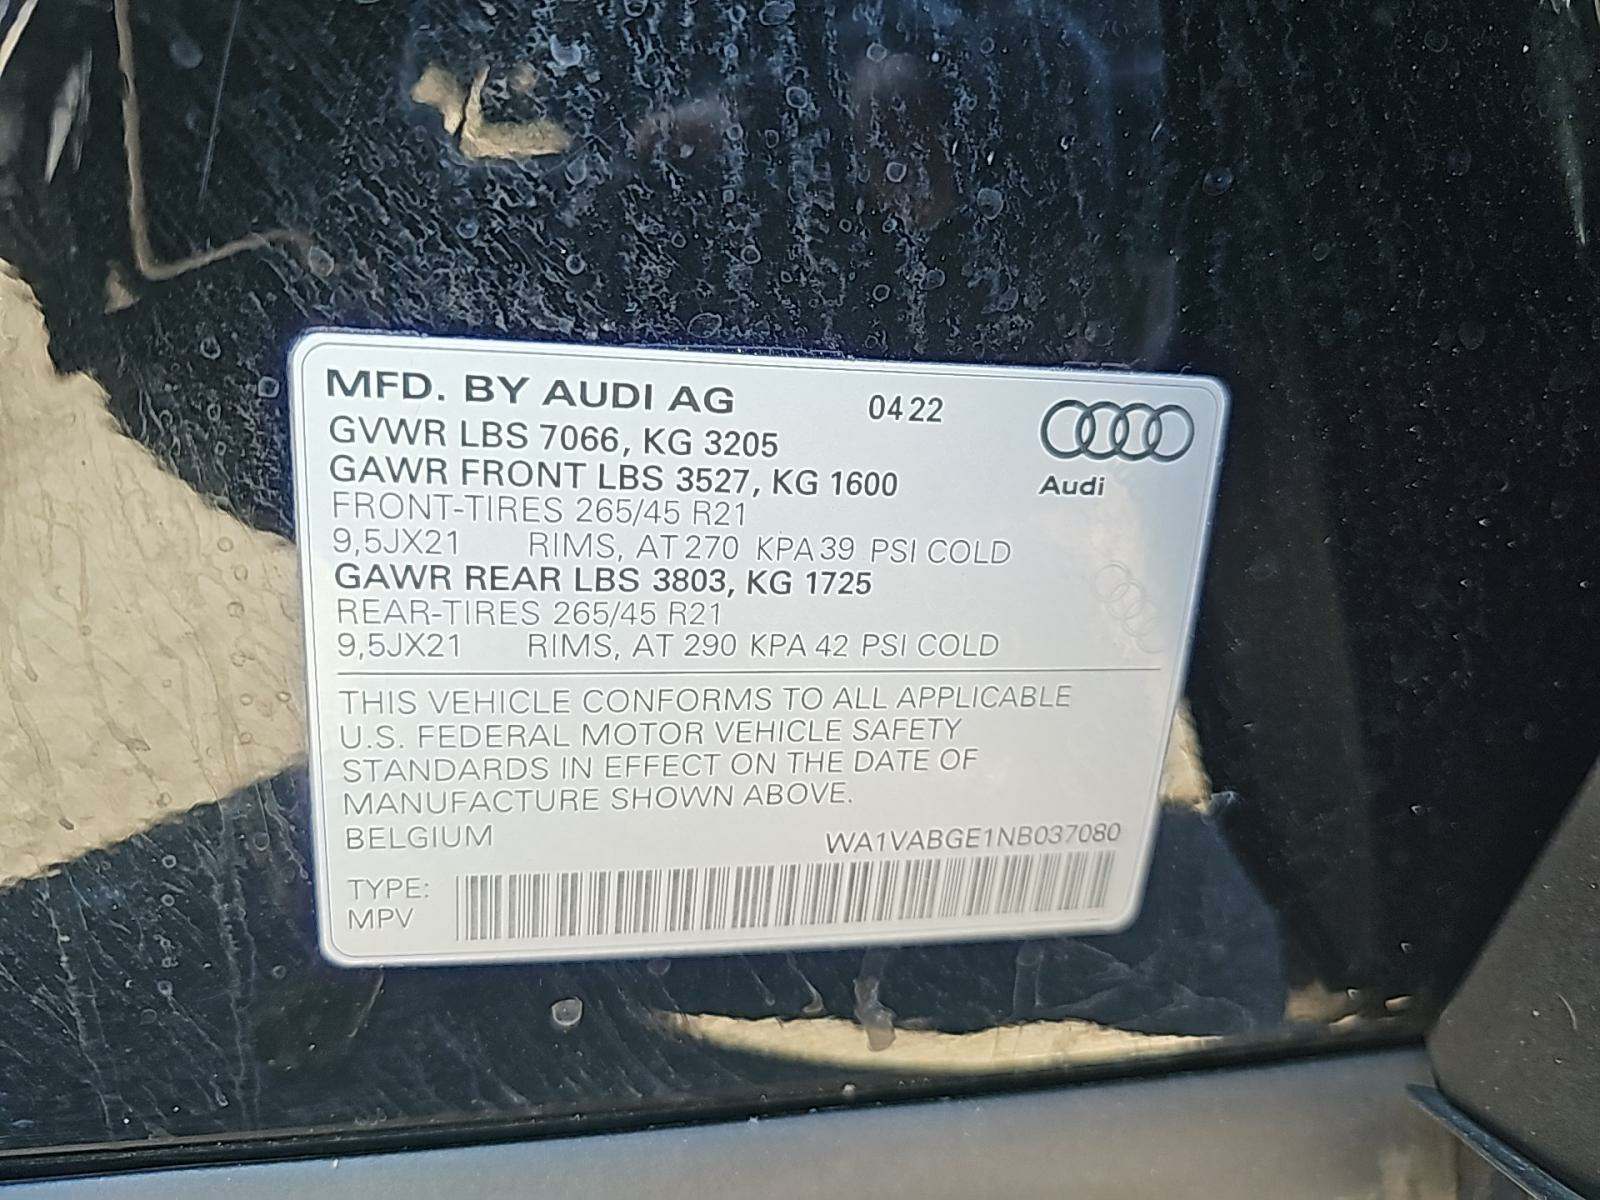 MFD. BY AUDI AG 0422
GVWR LBS 7066, KG 3205
GAWR FRONT LBS 3527, KG 1600
Audi
FRONT-TIRES 265/45 R21
9,5JX21 RIMS, AT 270 KPA 39 PSI COLD
GAWR REAR LBS 3803, KG 1725
REAR-TIRES 265/45 R21
9,5JX21 RIMS, AT 290 KPA 42 PSI COLD
THIS VEHICLE CONFORMS TO ALL APPLICABLE
U.S. FEDERAL MOTOR VEHICLE SAFETY
STANDARDS IN EFFECT ON THE DATE OF
MANUFACTURE SHOWN ABOVE.
BELGIUM WA1VABGE1NB037080
TYPE:
MPV